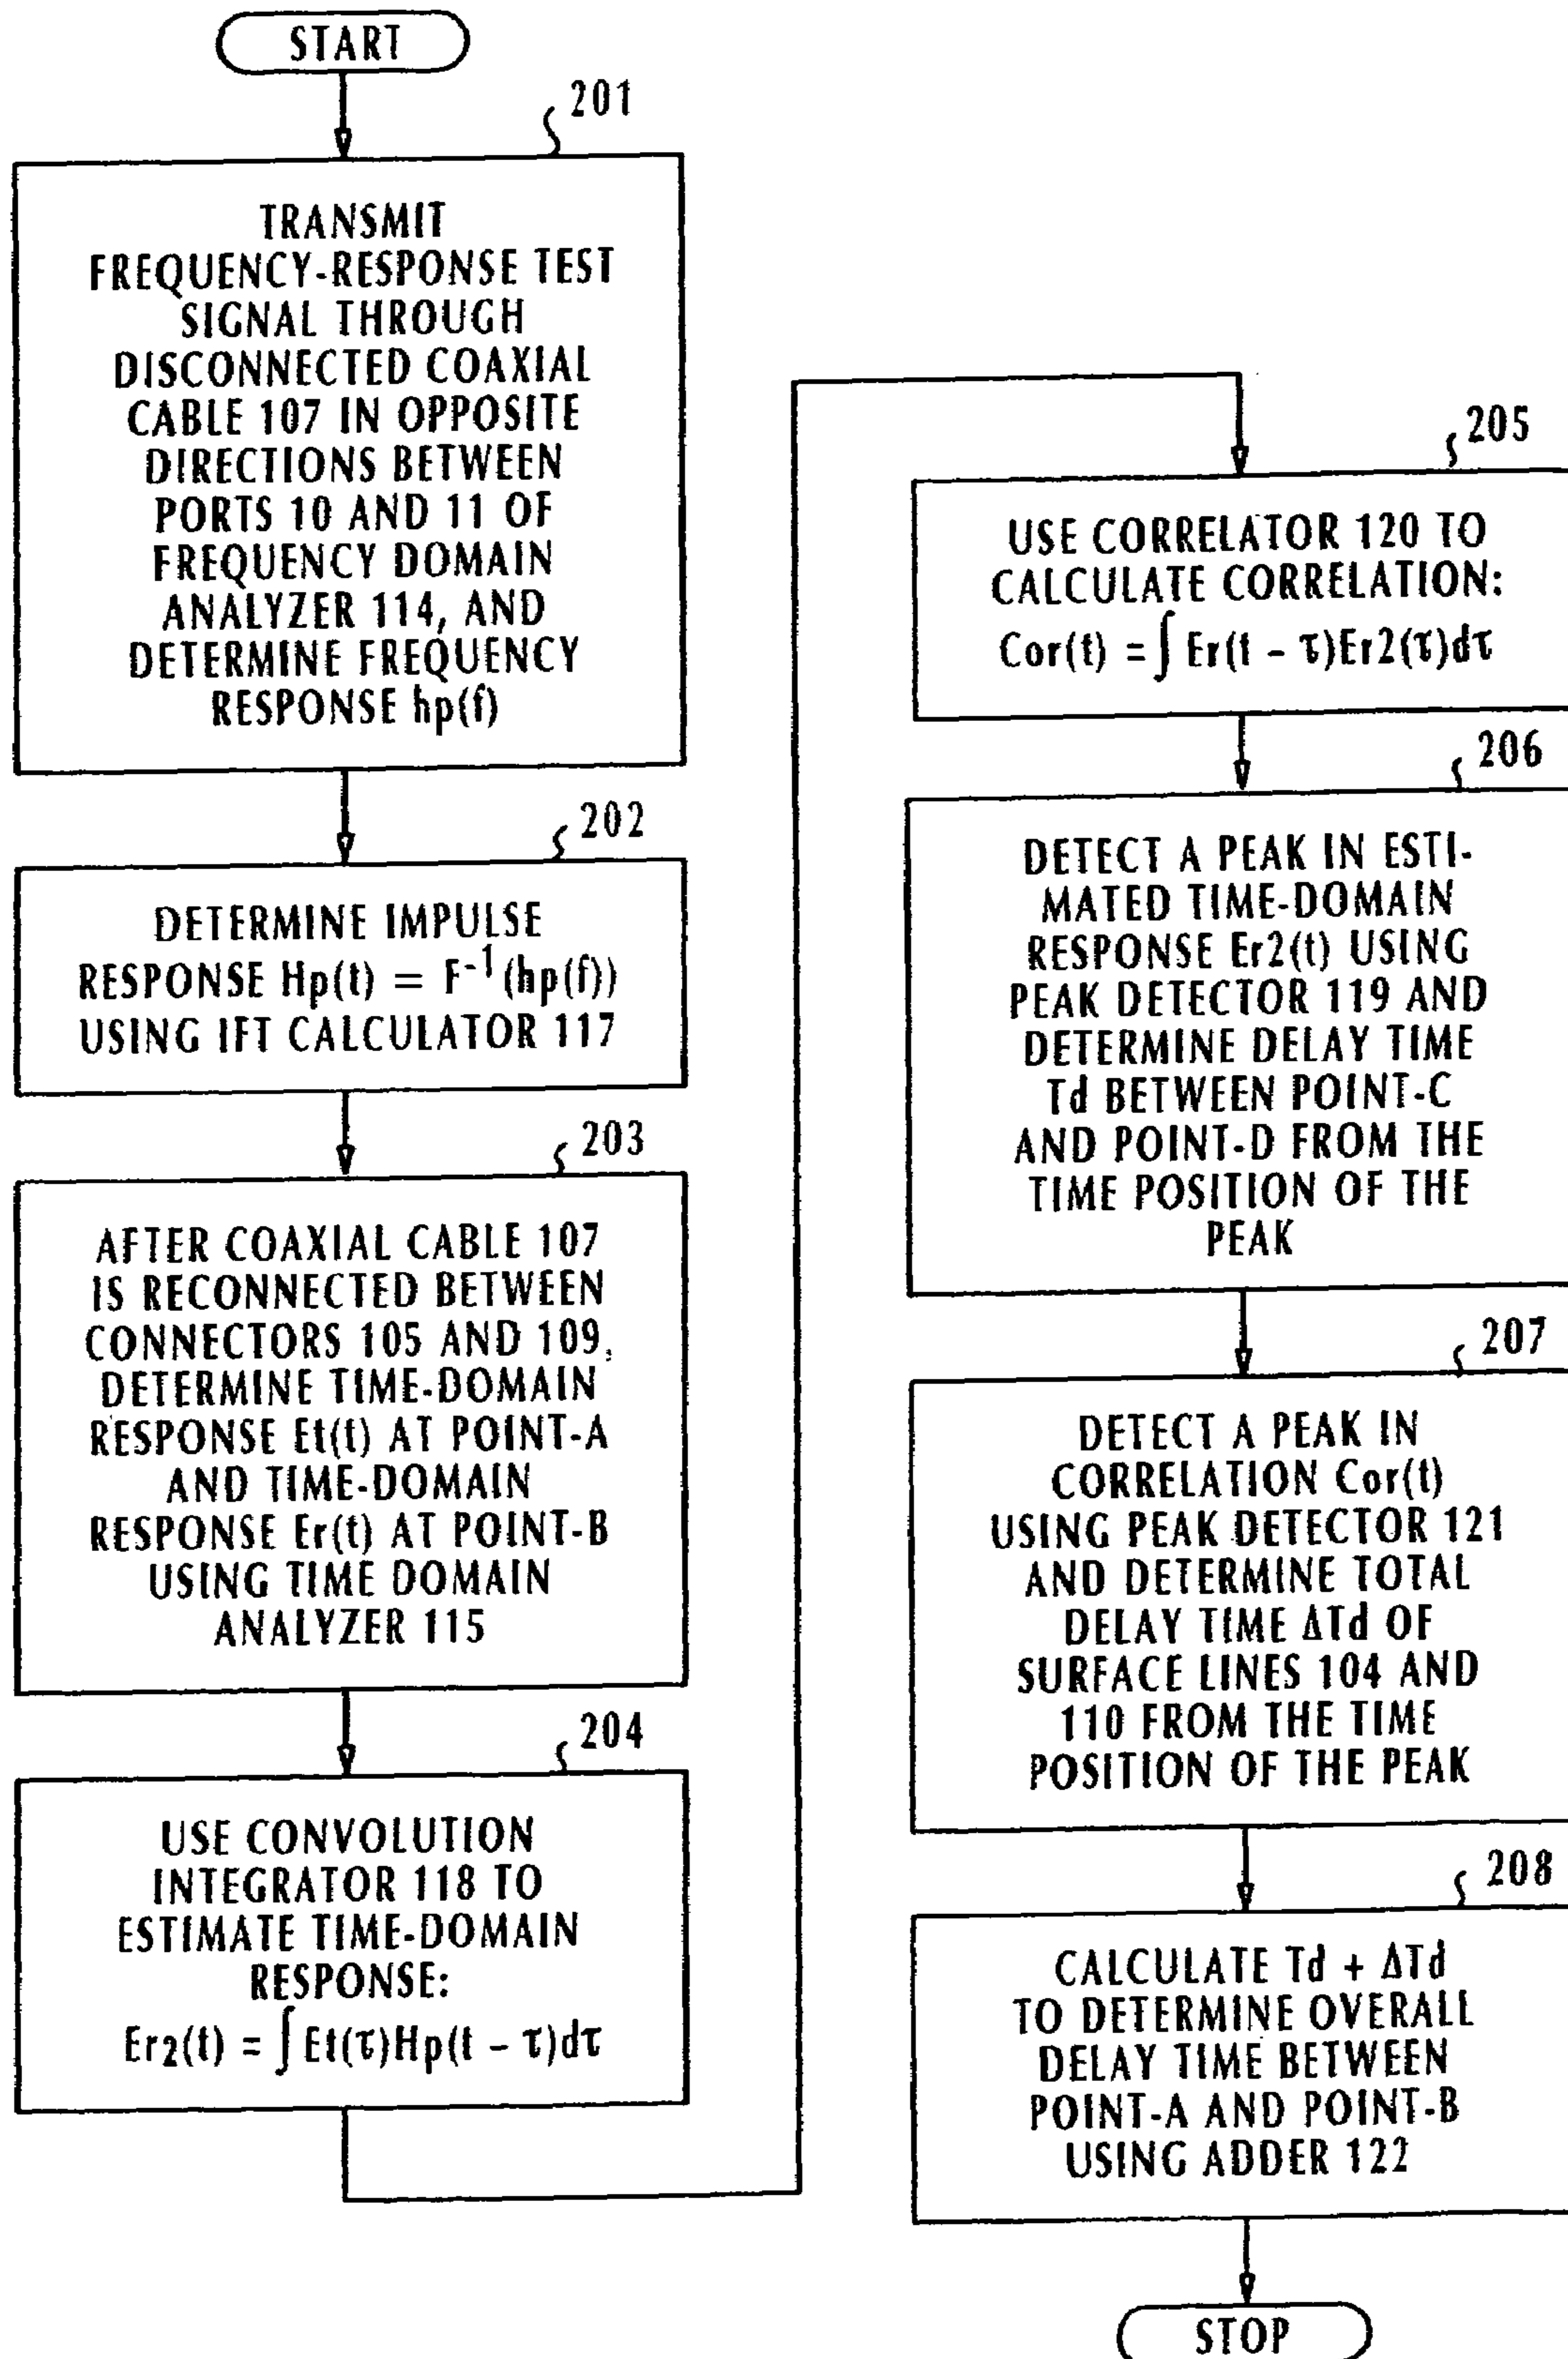 START
201
TRANSMIT
FREQUENCY-RESPONSE TEST
SIGNAL THROUGH
DISCONNECTED COAXIAL
CABLE 107 IN OPPOSITE
DIRECTIONS BETWEEN
PORTS 10 AND 11 OF
FREQUENCY DOMAIN
ANALYZER 114, AND
DETERMINE FREQUENCY
RESPONSE hp(f)
202
DETERMINE IMPULSE
RESPONSE Hp(t) = F⁻¹(hp(f))
USING IFT CALCULATOR 117
203
AFTER COAXIAL CABLE 107
IS RECONNECTED BETWEEN
CONNECTORS 105 AND 109,
DETERMINE TIME-DOMAIN
RESPONSE Et(t) AT POINT-A
AND TIME-DOMAIN
RESPONSE Er(t) AT POINT-B
USING TIME DOMAIN
ANALYZER 115
204
USE CONVOLUTION
INTEGRATOR 118 TO
ESTIMATE TIME-DOMAIN
RESPONSE:
Er2(t) = ∫ Et(τ)Hp(t - τ)dτ
205
USE CORRELATOR 120 TO
CALCULATE CORRELATION:
Cor(t) = ∫ Er(t - τ)Er2(τ)dτ
206
DETECT A PEAK IN ESTI-
MATED TIME-DOMAIN
RESPONSE Er2(t) USING
PEAK DETECTOR 119 AND
DETERMINE DELAY TIME
Td BETWEEN POINT-C
AND POINT-D FROM THE
TIME POSITION OF THE
PEAK
207
DETECT A PEAK IN
CORRELATION Cor(t)
USING PEAK DETECTOR 121
AND DETERMINE TOTAL
DELAY TIME ΔTd OF
SURFACE LINES 104 AND
110 FROM THE TIME
POSITION OF THE PEAK
208
CALCULATE Td + ΔTd
TO DETERMINE OVERALL
DELAY TIME BETWEEN
POINT-A AND POINT-B
USING ADDER 122
STOP